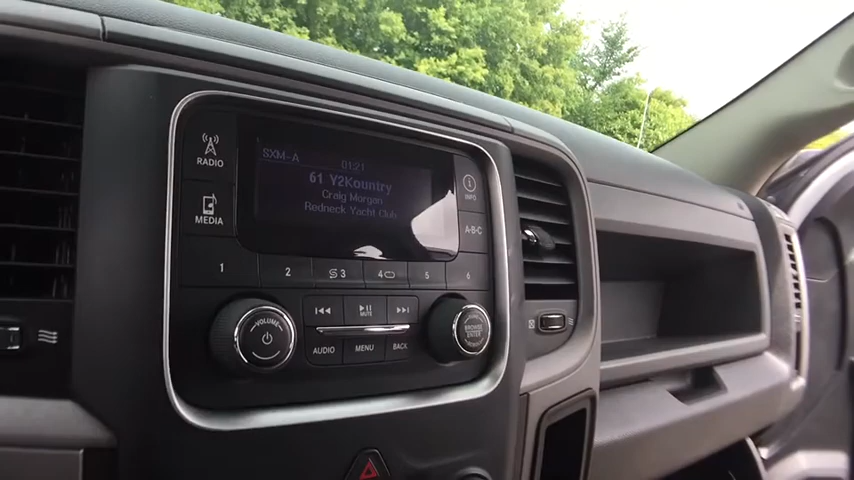 SXM-A
01:21
61 Y2Kountry
Craig Morgan
Redneck Yacht Club
RADIO
MEDIA
INFO
A-B-C
1 2 3 4 5 6
VOLUME
MUTE
BROWSE
ENTER
AUDIO MENU BACK